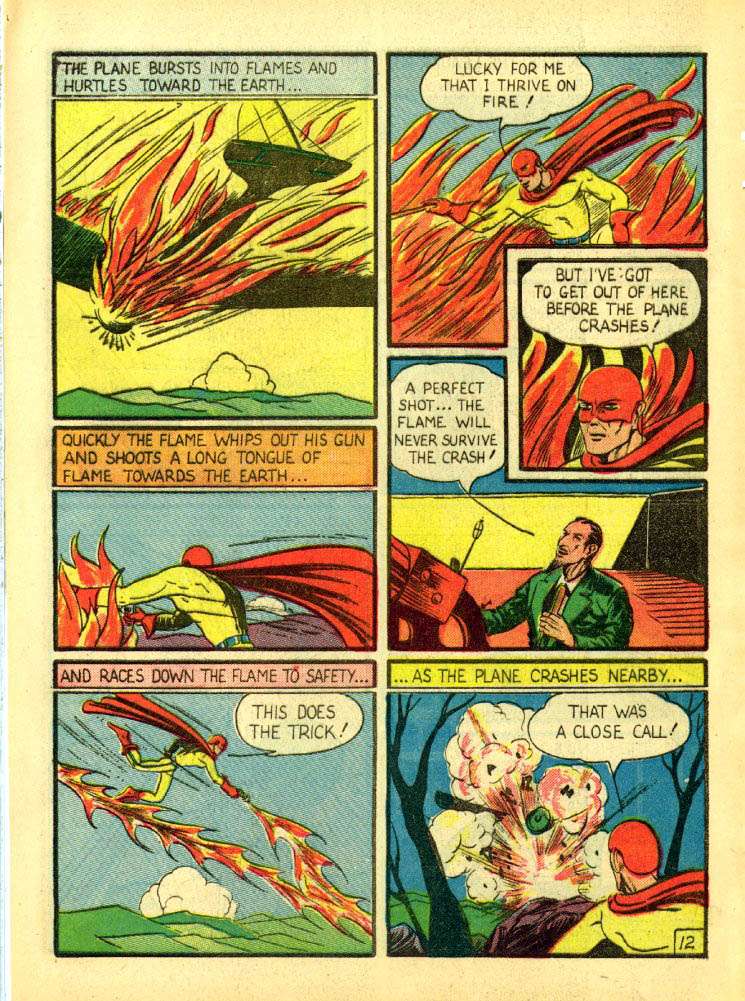 THE PLANE BURSTS INTO FLAMES AND
HURTLES TOWARD THE EARTH...
LUCKY FOR ME
THAT I THRIVE ON
FIRE!
BUT I'VE GOT
TO GET OUT OF HERE
BEFORE THE PLANE
CRASHES!
A PERFECT
SHOT... THE
FLAME WILL
NEVER SURVIVE
THE CRASH!
QUICKLY THE FLAME WHIPS OUT HIS GUN
AND SHOOTS A LONG TONGUE OF
FLAME TOWARDS THE EARTH...
AND RACES DOWN THE FLAME TO SAFETY...
THIS DOES
THE TRICK!
...AS THE PLANE CRASHES NEARBY...
THAT WAS
A CLOSE CALL!
12